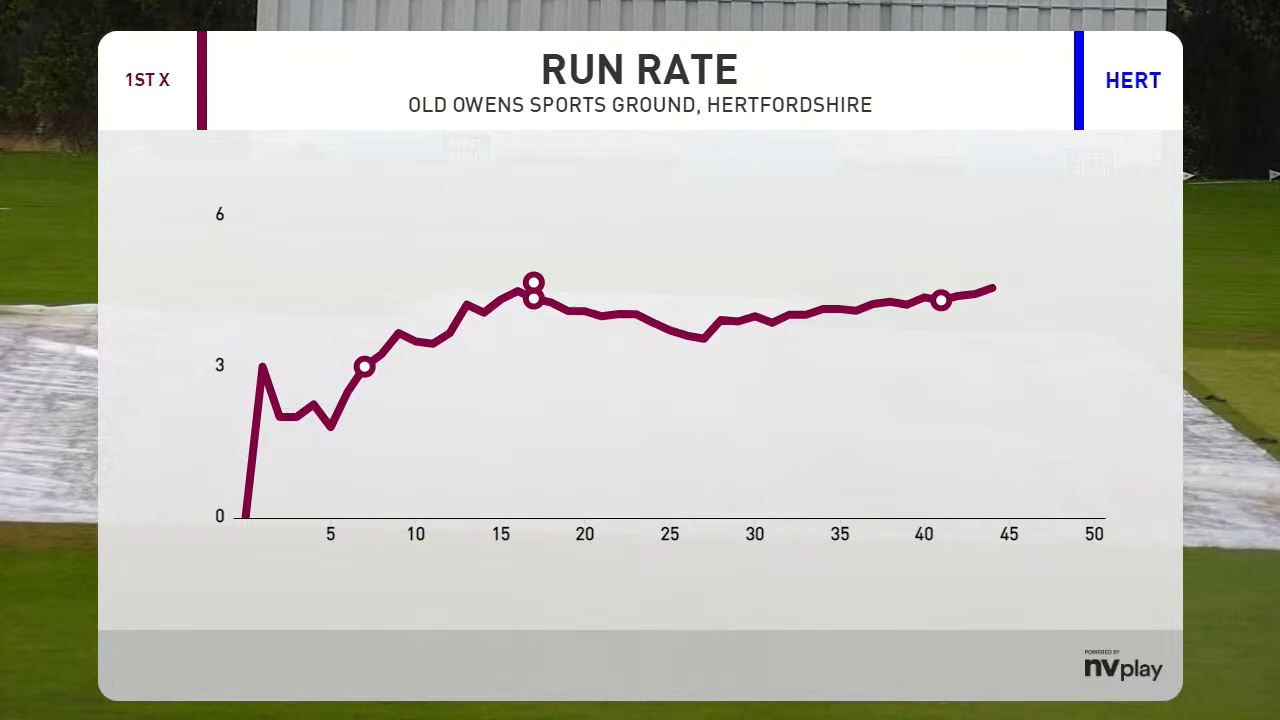 1ST X
RUN RATE
HERT
OLD OWENS SPORTS GROUND, HERTFORDSHIRE
6
3
0
5 10 15 20 25 30 35 40 45 50
POWERED BY
nvplay